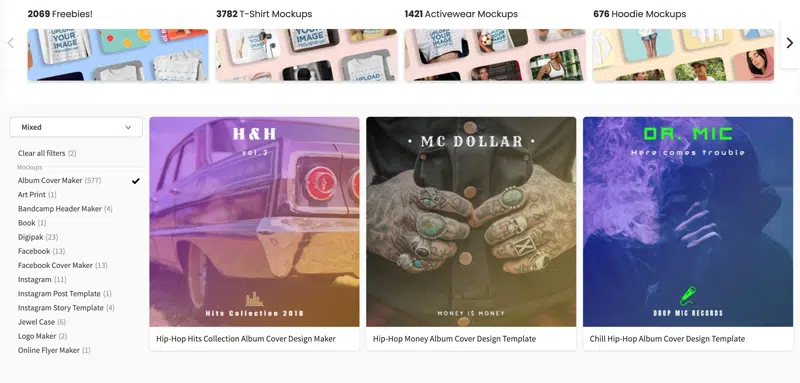 2069 Freebies!
3782 T-Shirt Mockups
1421 Activewear Mockups
676 Hoodie Mockups
UPLOAD
YOUR
IMAGE
Mixed
Clear all filters (2)
Mockups
Album Cover Maker (577)
Art Print (1)
Bandcamp Header Maker (4)
Book (1)
Digipak (23)
Facebook (13)
Facebook Cover Maker (13)
Instagram (11)
Instagram Post Template (1)
Instagram Story Template (4)
Jewel Case (6)
Logo Maker (2)
Online Flyer Maker (1)
H&H
VOL.3
Hits Collection 2018
Hip-Hop Hits Collection Album Cover Design Maker
• MC DOLLAR •
MONEY I$ MONEY
Hip-Hop Money Album Cover Design Template
DR. MIC
Here comes trouble
DROP MIC RECORDS
Chill Hip-Hop Album Cover Design Template